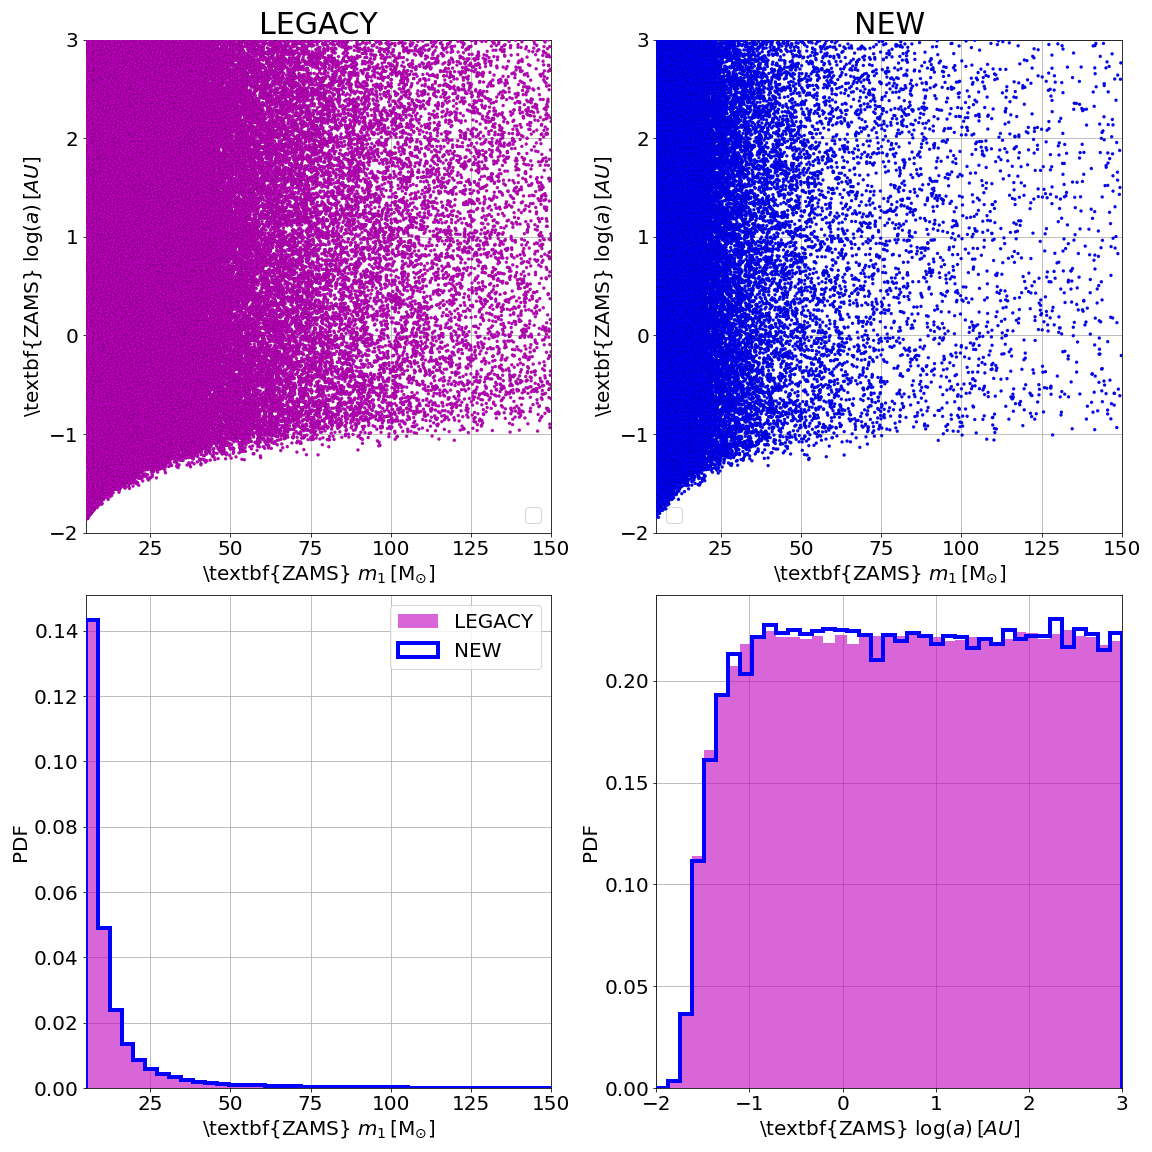 LEGACY
3
2
1
0
−1
−2
\textbf{ZAMS} log(a) [AU]
25 50 75 100 125 150
\textbf{ZAMS} m₁ [M⊙]
NEW
3
2
1
0
−1
−2
\textbf{ZAMS} log(a) [AU]
25 50 75 100 125 150
\textbf{ZAMS} m₁ [M⊙]
LEGACY
NEW
0.14
0.12
0.10
0.08
0.06
0.04
0.02
0.00
PDF
25 50 75 100 125 150
\textbf{ZAMS} m₁ [M⊙]
0.20
0.15
0.10
0.05
0.00
PDF
−2 −1 0 1 2 3
\textbf{ZAMS} log(a) [AU]